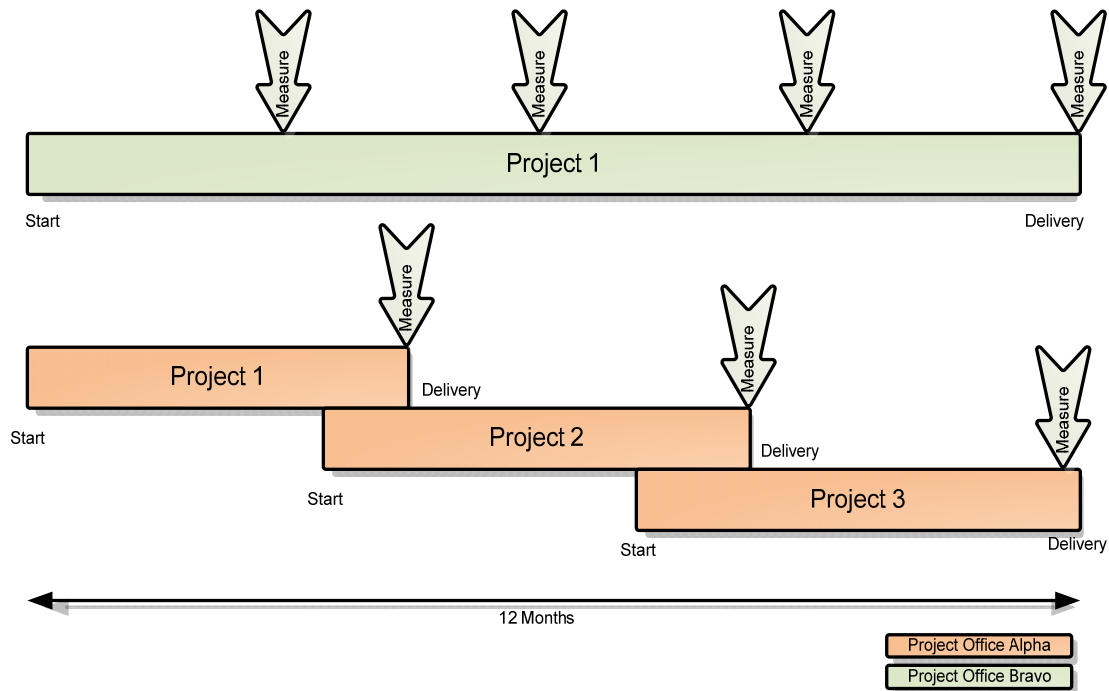 Measure
Measure
Measure
Measure
Project 1
Start
Delivery
Measure
Measure
Measure
Project 1
Delivery
Start
Project 2
Delivery
Start
Project 3
Start
Delivery
12 Months
Project Office Alpha
Project Office Bravo